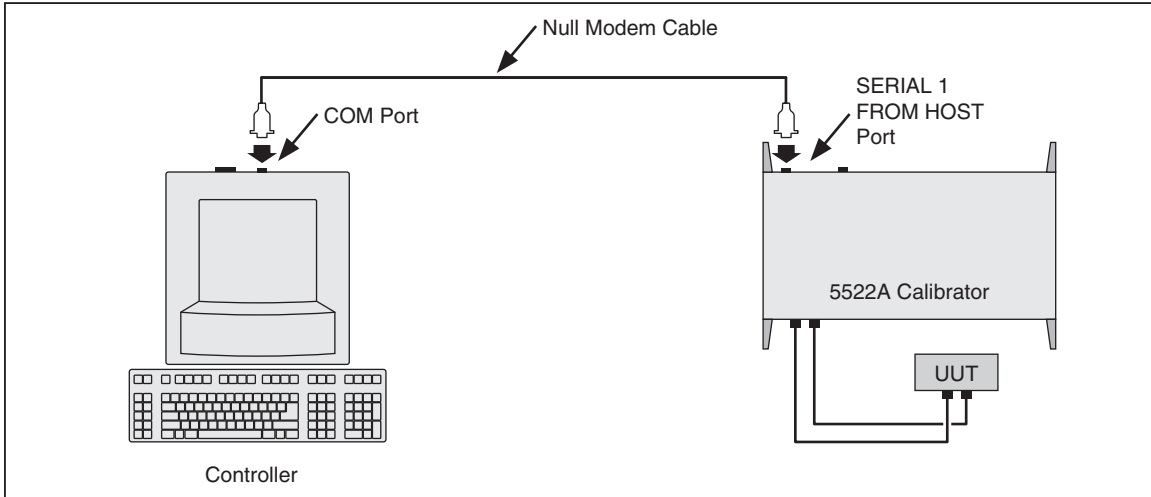 Null Modem Cable
COM Port
SERIAL 1
FROM HOST
Port
5522A Calibrator
UUT
Controller